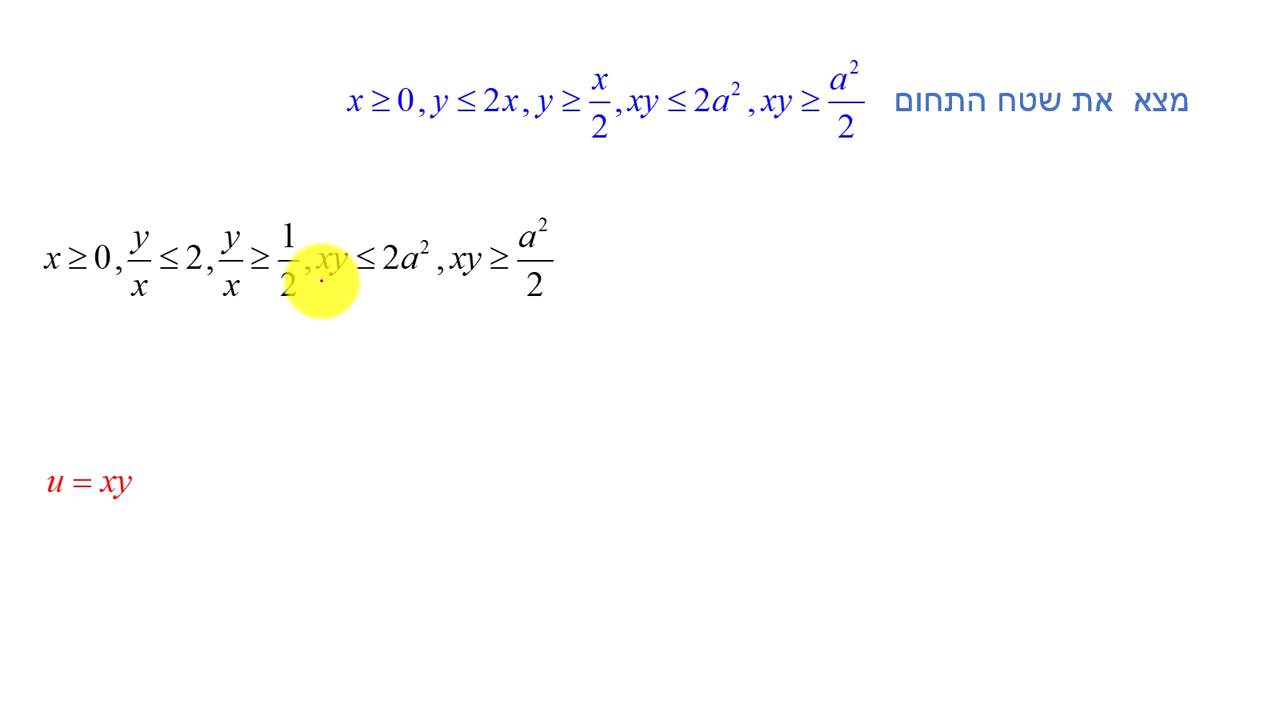 מצא את שטח התחום x ≥ 0, y ≤ 2x, y ≥ x/2, xy ≤ 2a², xy ≥ a²/2
x ≥ 0, y/x ≤ 2, y/x ≥ 1/2, xy ≤ 2a², xy ≥ a²/2
u = xy